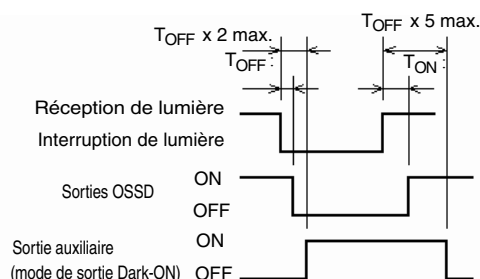 TOFF x 2 max.
TOFF x 5 max.
TOFF :
TON :
Réception de lumière
Interruption de lumière
Sorties OSSD
ON
OFF
Sortie auxiliaire
(mode de sortie Dark-ON)
ON
OFF